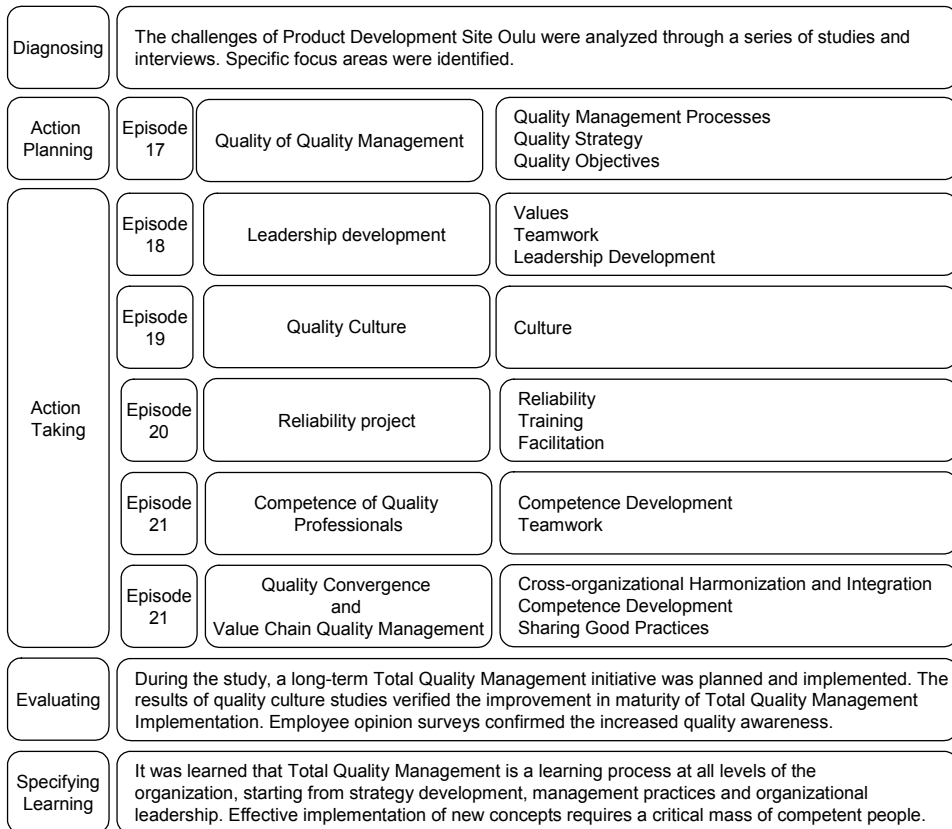 Diagnosing
The challenges of Product Development Site Oulu were analyzed through a series of studies and
interviews. Specific focus areas were identified.
Action
Planning
Episode
17
Quality of Quality Management
Quality Management Processes
Quality Strategy
Quality Objectives
Action
Taking
Episode
18
Leadership development
Values
Teamwork
Leadership Development
Episode
19
Quality Culture
Culture
Episode
20
Reliability project
Reliability
Training
Facilitation
Episode
21
Competence of Quality
Professionals
Competence Development
Teamwork
Episode
21
Quality Convergence
and
Value Chain Quality Management
Cross-organizational Harmonization and Integration
Competence Development
Sharing Good Practices
Evaluating
During the study, a long-term Total Quality Management initiative was planned and implemented. The
results of quality culture studies verified the improvement in maturity of Total Quality Management
Implementation. Employee opinion surveys confirmed the increased quality awareness.
Specifying
Learning
It was learned that Total Quality Management is a learning process at all levels of the
organization, starting from strategy development, management practices and organizational
leadership. Effective implementation of new concepts requires a critical mass of competent people.